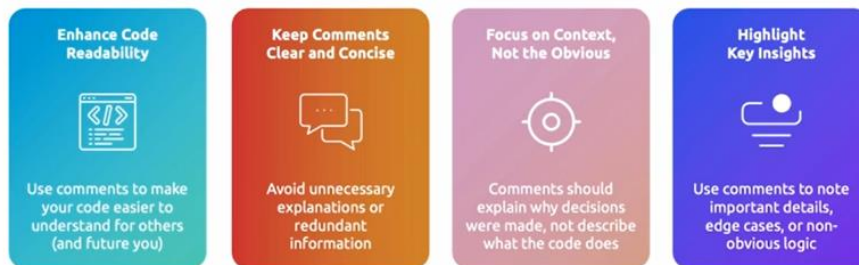 Enhance Code
Readability
</>
Use comments to make
your code easier to
understand for others
(and future you)
Keep Comments
Clear and Concise
...
Avoid unnecessary
explanations or
redundant
information
Focus on Context,
Not the Obvious
Comments should
explain why decisions
were made, not describe
what the code does
Highlight
Key Insights
Use comments to note
important details,
edge cases, or non-
obvious logic